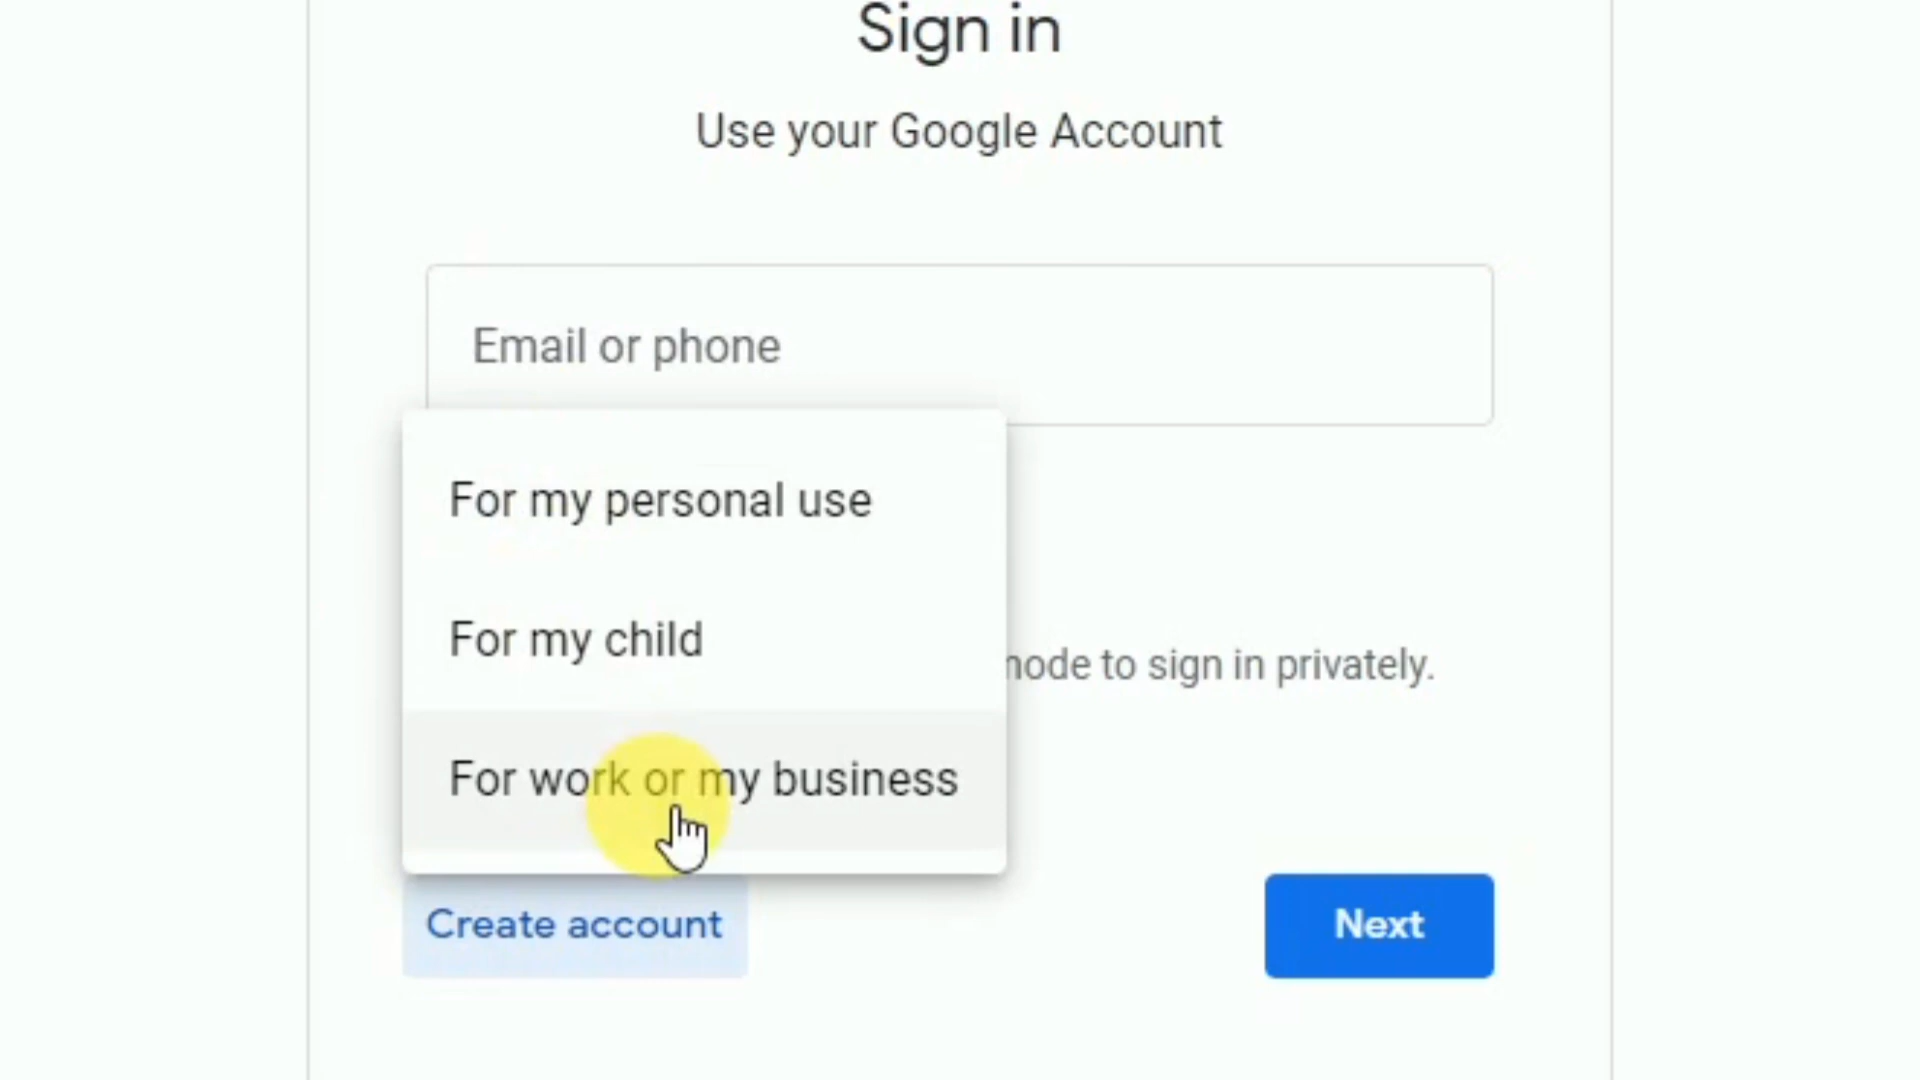 Sign in
Use your Google Account
Email or phone
For my personal use
For my child
to sign in privately.
For work or my business
Create account
Next